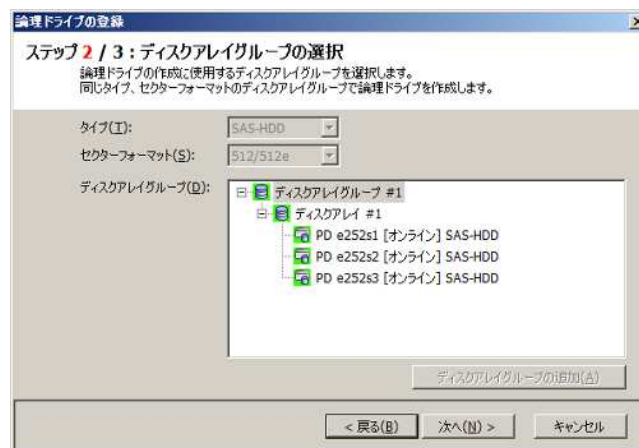 論理ドライブの登録
ステップ 2 / 3 : ディスクアレイグループの選択
論理ドライブの作成に使用するディスクアレイグループを選択します。
同じタイプ、セクターフォーマットのディスクアレイグループで論理ドライブを作成します。
タイプ(T): SAS-HDD
セクターフォーマット(S): 512/512e
ディスクアレイグループ(D):
ディスクアレイグループ #1
ディスクアレイ #1
PD e252s1 [オンライン] SAS-HDD
PD e252s2 [オンライン] SAS-HDD
PD e252s3 [オンライン] SAS-HDD
ディスクアレイグループの追加(A)
< 戻る(B) 次へ(N) > キャンセル